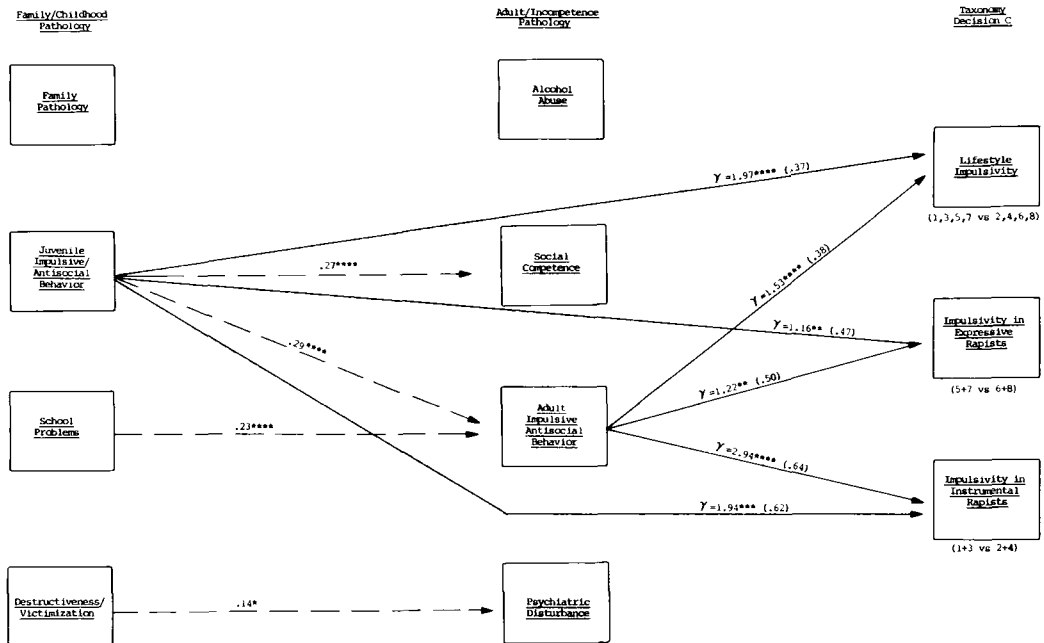 Family/Childhood
Pathology
Adult/Incompetence
Pathology
Taxonomy
Decision C
Family
Pathology
Alcohol
Abuse
Lifestyle
Impulsivity
(1,3,5,7 vs 2,4,6,8)
γ=1.97**** (.37)
Juvenile
Impulsive/
Antisocial
Behavior
.27****
Social
Competence
γ=1.53**** (.38)
γ=1.16** (.47)
Impulsivity in
Expressive
Rapists
(5+7 vs 6+8)
.29****
γ=1.22** (.50)
School
Problems
.23****
Adult
Impulsive
Antisocial
Behavior
γ=2.94**** (.64)
Impulsivity in
Instrumental
Rapists
(1+3 vs 2+4)
γ=1.94*** (.62)
Destructiveness/
Victimization
.14*
Psychiatric
Disturbance